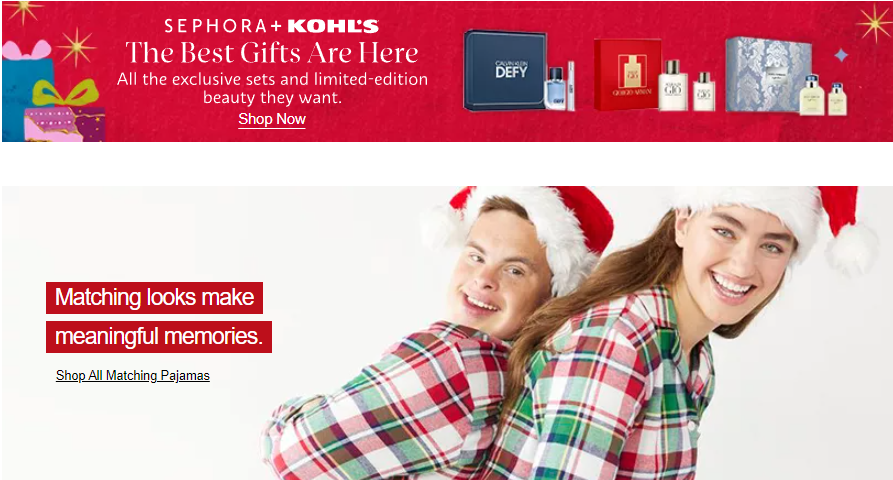 SEPHORA + KOHL'S
The Best Gifts Are Here
All the exclusive sets and limited-edition
beauty they want.
Shop Now
CALVIN KLEIN
DEFY
GIORGIO ARMANI
GIO
GIO
Matching looks make
meaningful memories.
Shop All Matching Pajamas